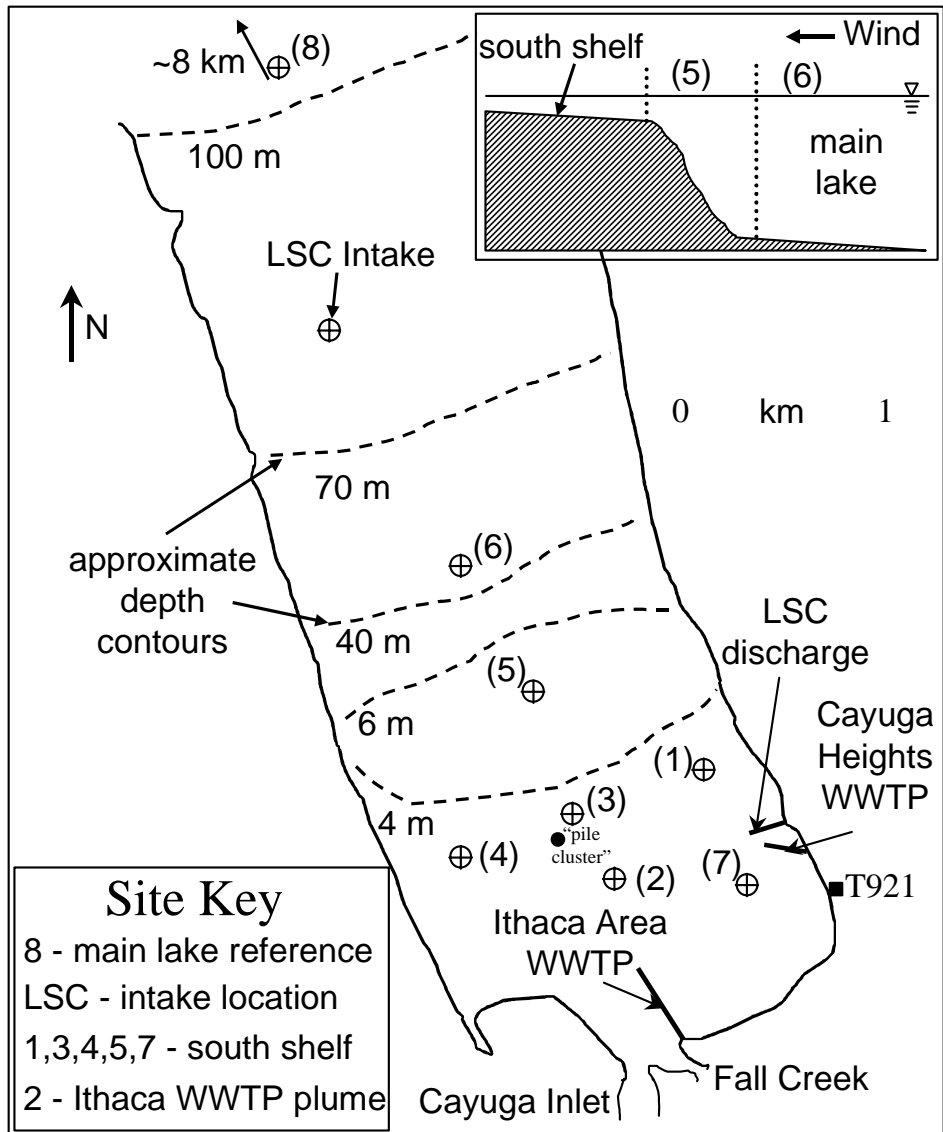 (8)
~8 km
100 m
south shelf
Wind
(5)
(6)
main
lake
LSC Intake
N
0 km 1
70 m
approximate
depth
contours
(6)
40 m
(5)
6 m
LSC
discharge
Cayuga
Heights
WWTP
(1)
(3)
4 m
"pile
cluster"
(4)
(2)
(7)
T921
Ithaca Area
WWTP
Site Key
8 - main lake reference
LSC - intake location
1,3,4,5,7 - south shelf
2 - Ithaca WWTP plume
Cayuga Inlet
Fall Creek